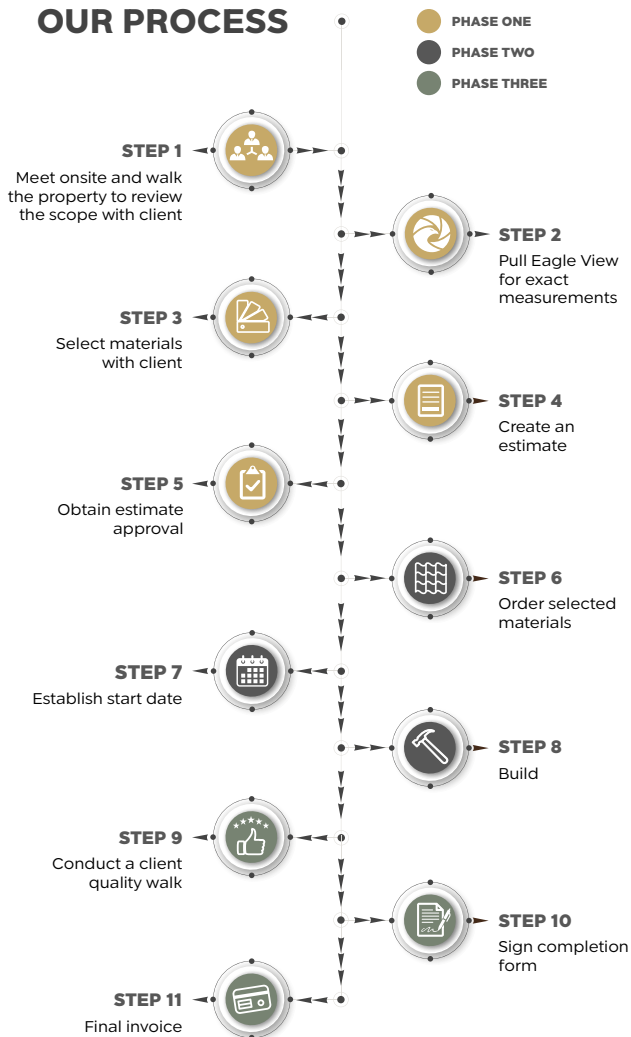 OUR PROCESS
PHASE ONE
PHASE TWO
PHASE THREE
STEP 1
Meet onsite and walk
the property to review
the scope with client
STEP 2
Pull Eagle View
for exact
measurements
STEP 3
Select materials
with client
STEP 4
Create an
estimate
STEP 5
Obtain estimate
approval
STEP 6
Order selected
materials
STEP 7
Establish start date
STEP 8
Build
STEP 9
Conduct a client
quality walk
STEP 10
Sign completion
form
STEP 11
Final invoice